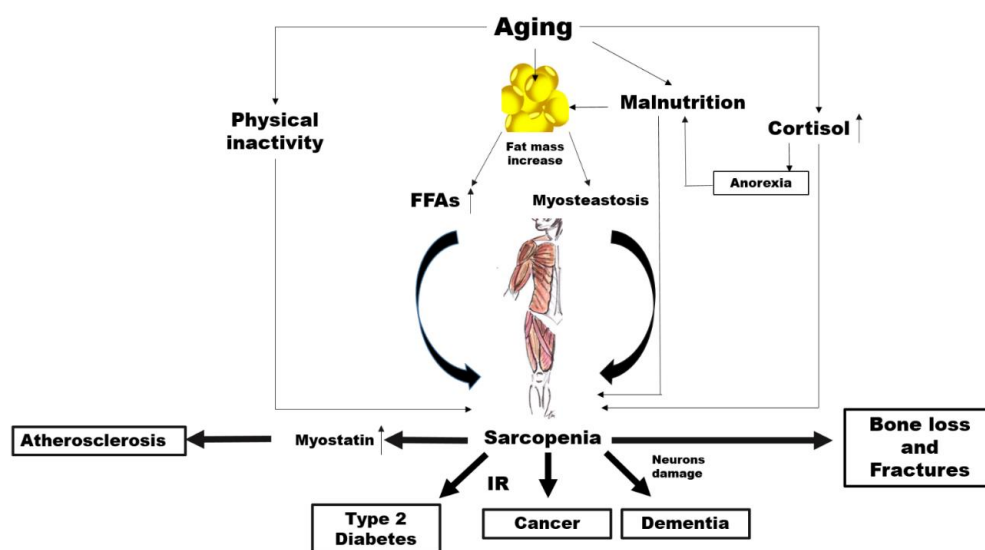 Aging
Malnutrition
Physical
inactivity
Cortisol
Fat mass
increase
Anorexia
FFAs
Myosteastosis
Atherosclerosis
Myostatin
Sarcopenia
Bone loss
and
Fractures
Neurons
damage
IR
Type 2
Diabetes
Cancer
Dementia